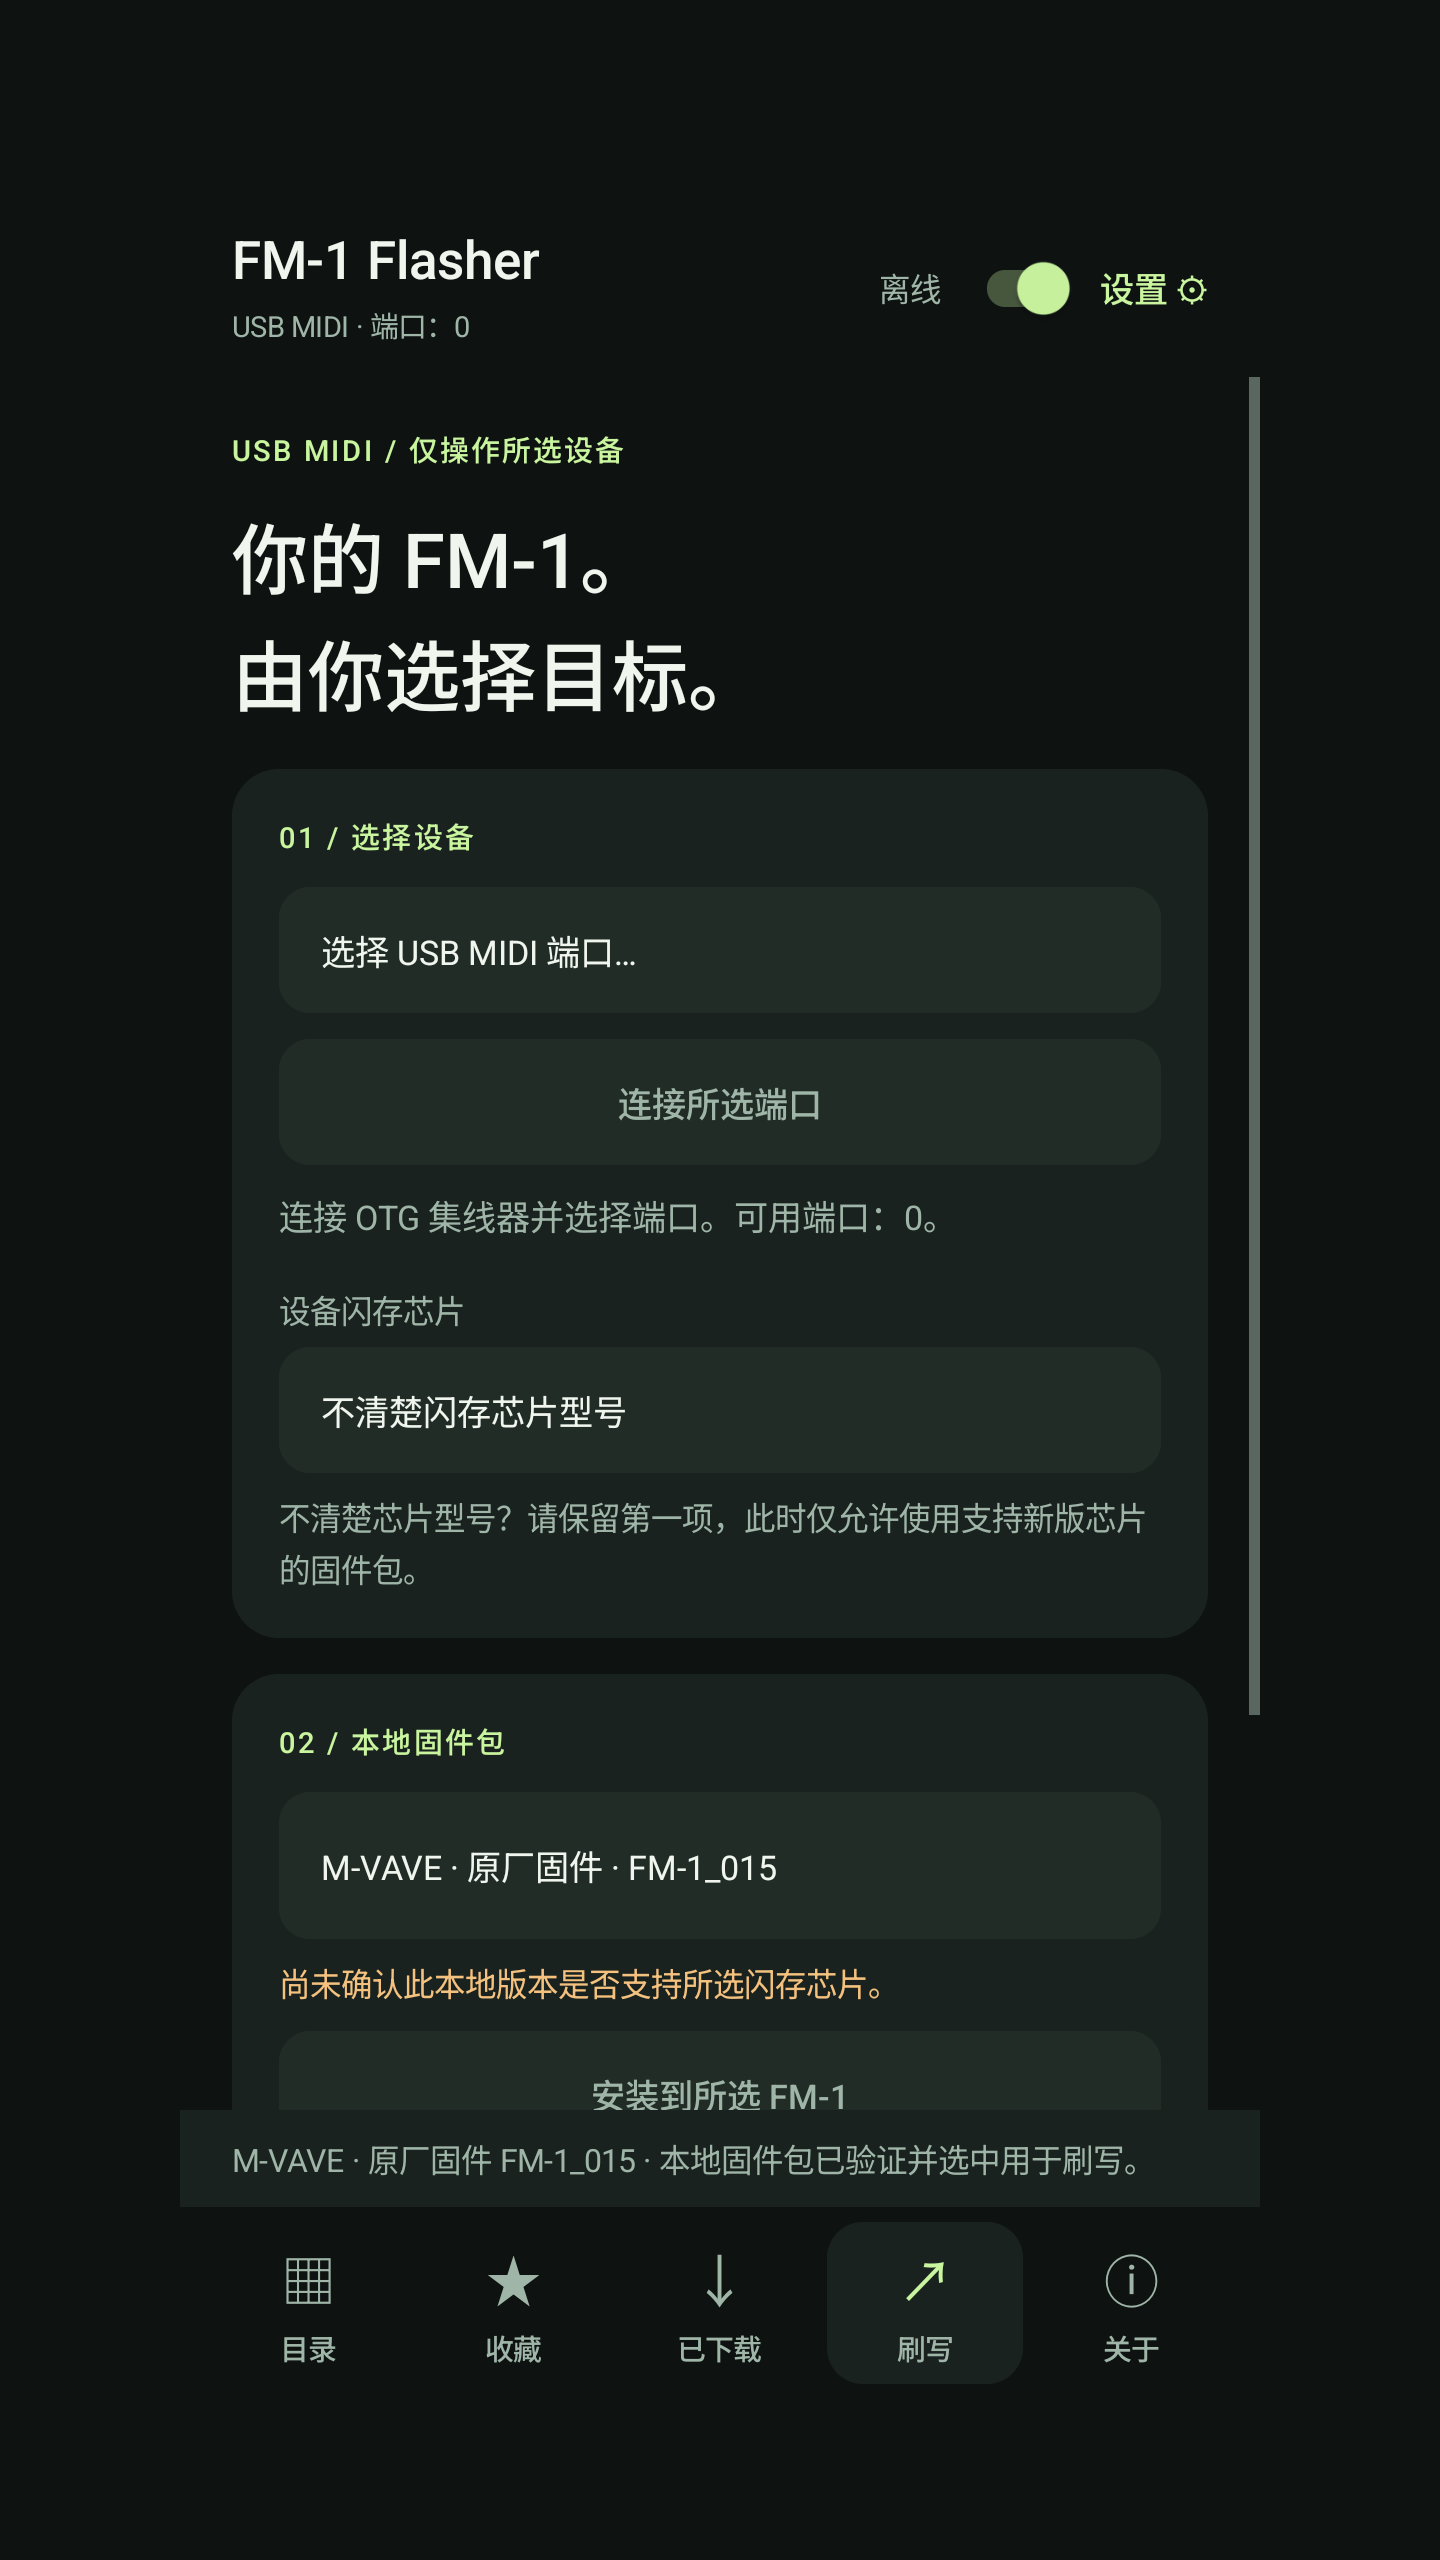 FM-1 Flasher
离线
设置
USB MIDI · 端口：0
USB MIDI / 仅操作所选设备
你的 FM-1。
由你选择目标。
01 / 选择设备
选择 USB MIDI 端口...
连接所选端口
连接 OTG 集线器并选择端口。可用端口：0。
设备闪存芯片
不清楚闪存芯片型号
不清楚芯片型号？请保留第一项，此时仅允许使用支持新版芯片
的固件包。
02 / 本地固件包
M-VAVE · 原厂固件 · FM-1_015
尚未确认此本地版本是否支持所选闪存芯片。
安装到所选 FM-1
M-VAVE · 原厂固件 FM-1_015 · 本地固件包已验证并选中用于刷写。
目录
收藏
已下载
刷写
关于